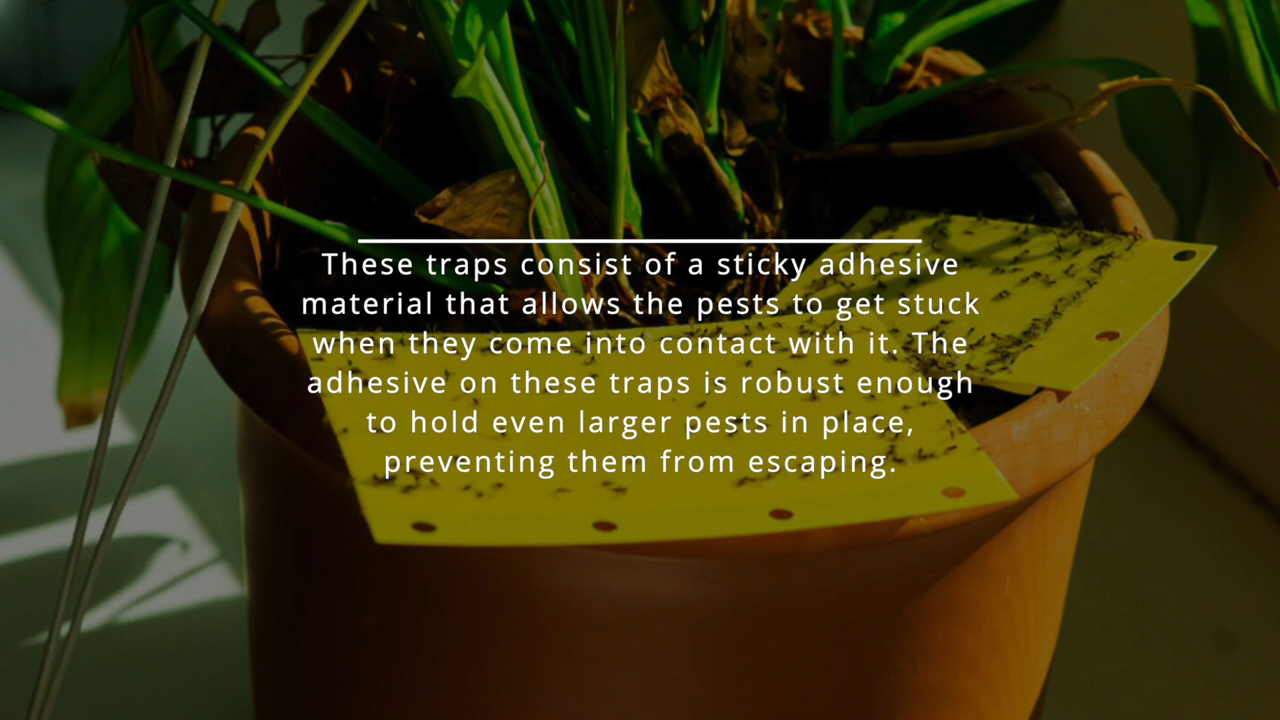 These traps consist of a sticky adhesive
material that allows the pests to get stuck
when they come into contact with it. The
adhesive on these traps is robust enough
to hold even larger pests in place,
preventing them from escaping.